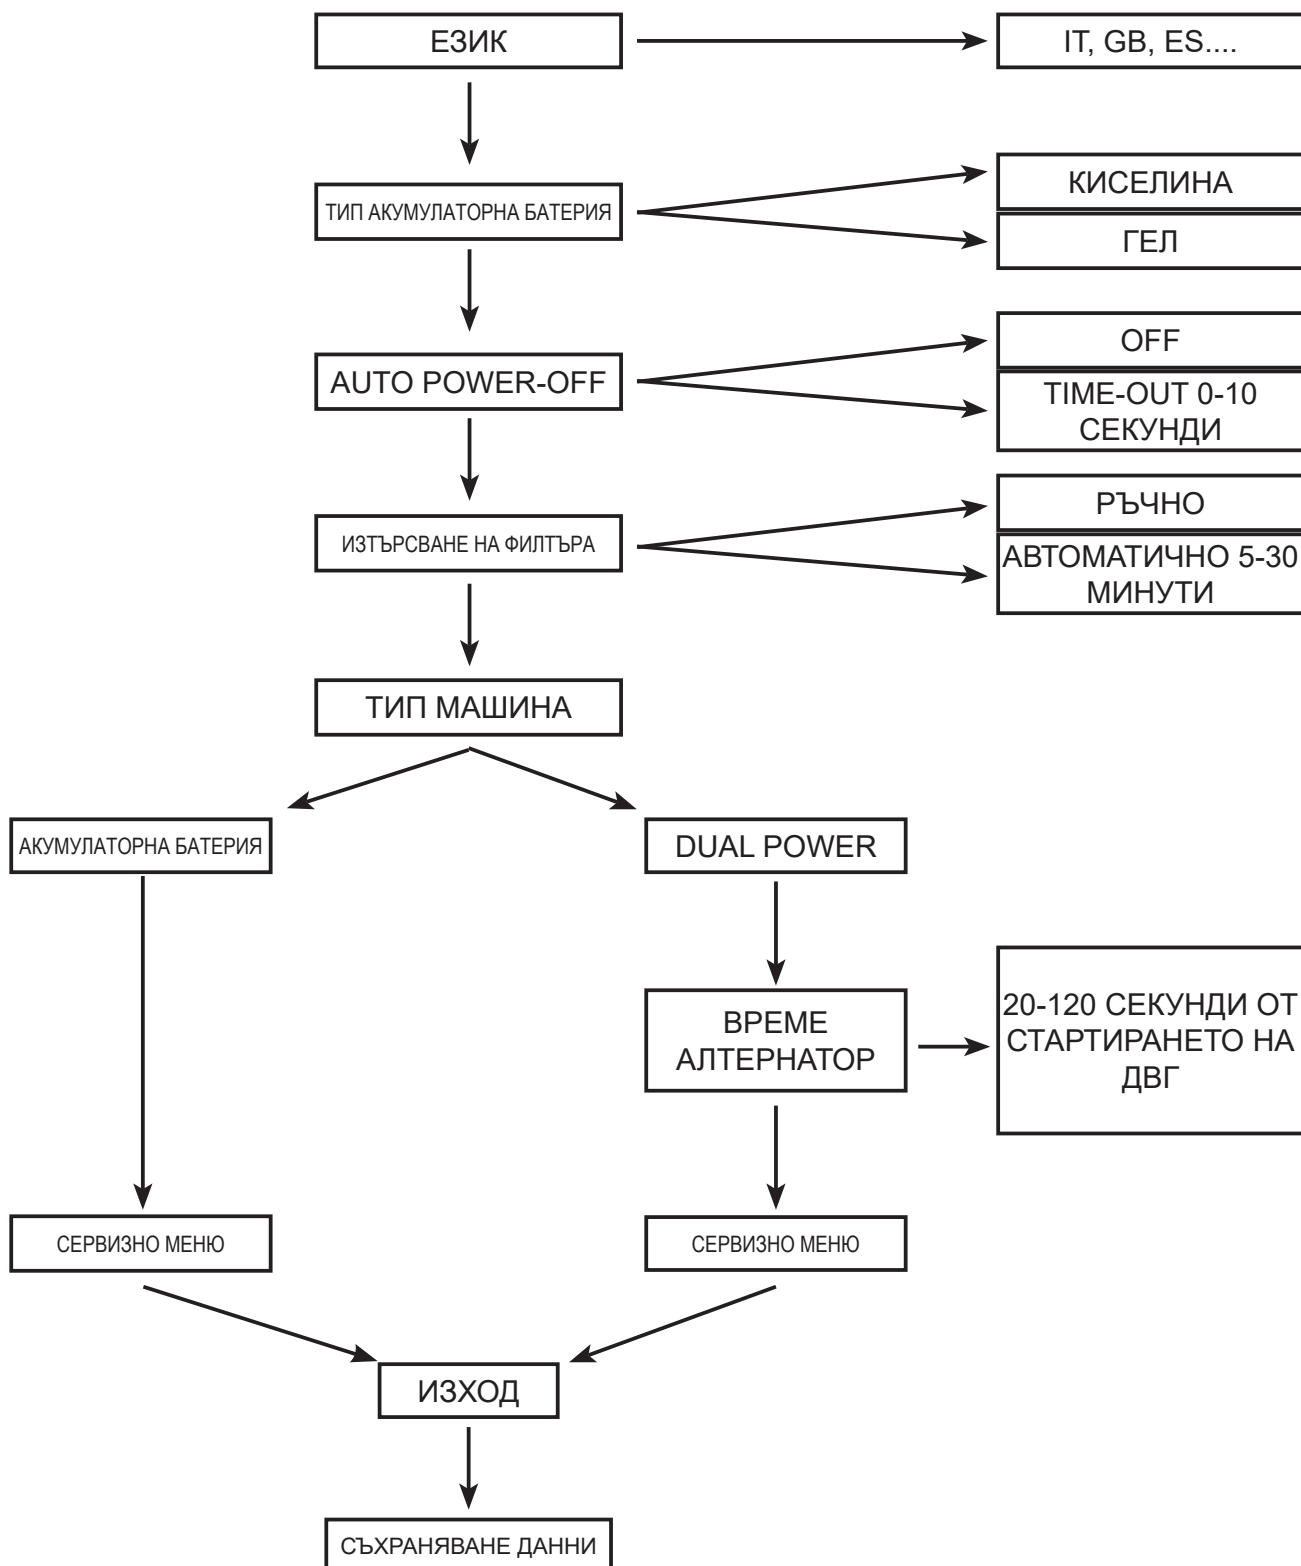 ЕЗИК
IT, GB, ES....
ТИП АКУМУЛАТОРНА БАТЕРИЯ
КИСЕЛИНА
ГЕЛ
AUTO POWER-OFF
OFF
TIME-OUT 0-10
СЕКУНДИ
ИЗТЪРСВАНЕ НА ФИЛТЪРА
РЪЧНО
АВТОМАТИЧНО 5-30
МИНУТИ
ТИП МАШИНА
АКУМУЛАТОРНА БАТЕРИЯ
DUAL POWER
ВРЕМЕ
АЛТЕРНАТОР
20-120 СЕКУНДИ ОТ
СТАРТИРАНЕТО НА
ДВГ
СЕРВИЗНО МЕНЮ
СЕРВИЗНО МЕНЮ
ИЗХОД
СЪХРАНЯВАНЕ ДАННИ